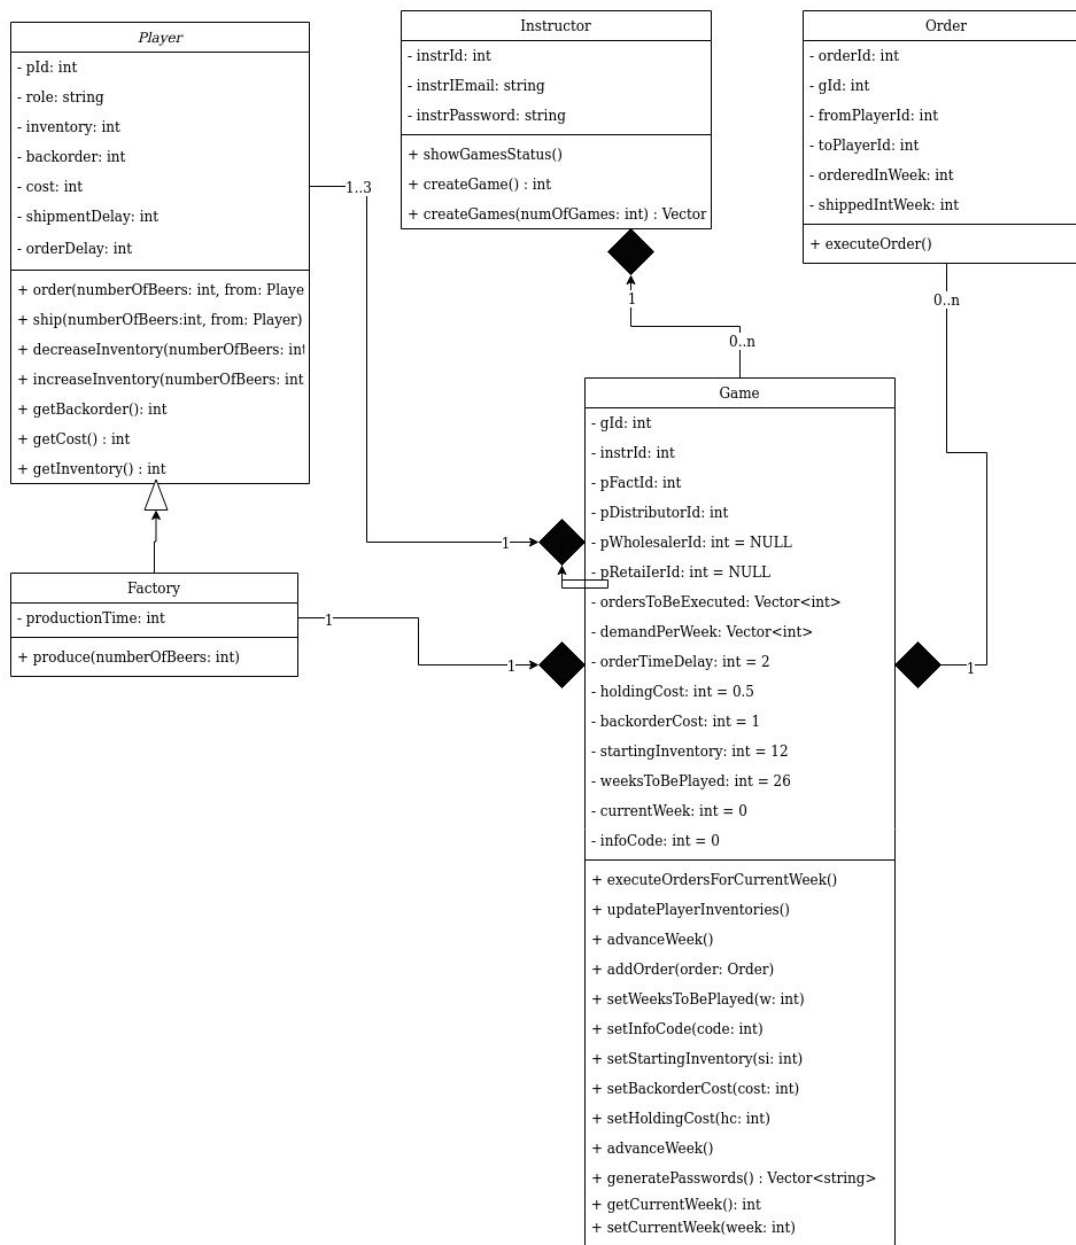 Player
- pId: int
- role: string
- inventory: int
- backorder: int
- cost: int
- shipmentDelay: int
- orderDelay: int
+ order(numberOfBeers: int, from: Playe
+ ship(numberOfBeers:int, from: Player)
+ decreaseInventory(numberOfBeers: int
+ increaseInventory(numberOfBeers: int
+ getBackorder(): int
+ getCost() : int
+ getInventory() : int
Factory
- productionTime: int
+ produce(numberOfBeers: int)
1..3
1
1
1
Instructor
- instrId: int
- instrIEmail: string
- instrPassword: string
+ showGamesStatus()
+ createGame() : int
+ createGames(numOfGames: int) : Vector
1
0..n
Order
- orderId: int
- gId: int
- fromPlayerId: int
- toPlayerId: int
- orderedInWeek: int
- shippedIntWeek: int
+ executeOrder()
0..n
1
Game
- gId: int
- instrId: int
- pFactId: int
- pDistributorId: int
- pWholesalerId: int = NULL
- pRetailerId: int = NULL
- ordersToBeExecuted: Vector<int>
- demandPerWeek: Vector<int>
- orderTimeDelay: int = 2
- holdingCost: int = 0.5
- backorderCost: int = 1
- startingInventory: int = 12
- weeksToBePlayed: int = 26
- currentWeek: int = 0
- infoCode: int = 0
+ executeOrdersForCurrentWeek()
+ updatePlayerInventories()
+ advanceWeek()
+ addOrder(order: Order)
+ setWeeksToBePlayed(w: int)
+ setInfoCode(code: int)
+ setStartingInventory(si: int)
+ setBackorderCost(cost: int)
+ setHoldingCost(hc: int)
+ advanceWeek()
+ generatePasswords() : Vector<string>
+ getCurrentWeek(): int
+ setCurrentWeek(week: int)